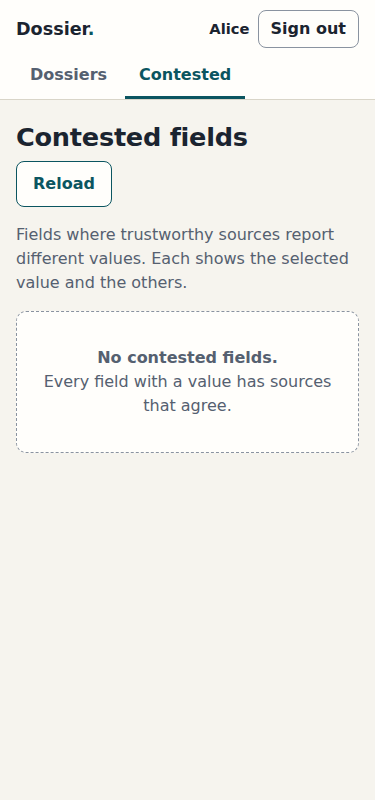 Dossier.
Alice
Sign out
Dossiers
Contested
Contested fields
Reload
Fields where trustworthy sources report
different values. Each shows the selected
value and the others.
No contested fields.
Every field with a value has sources
that agree.